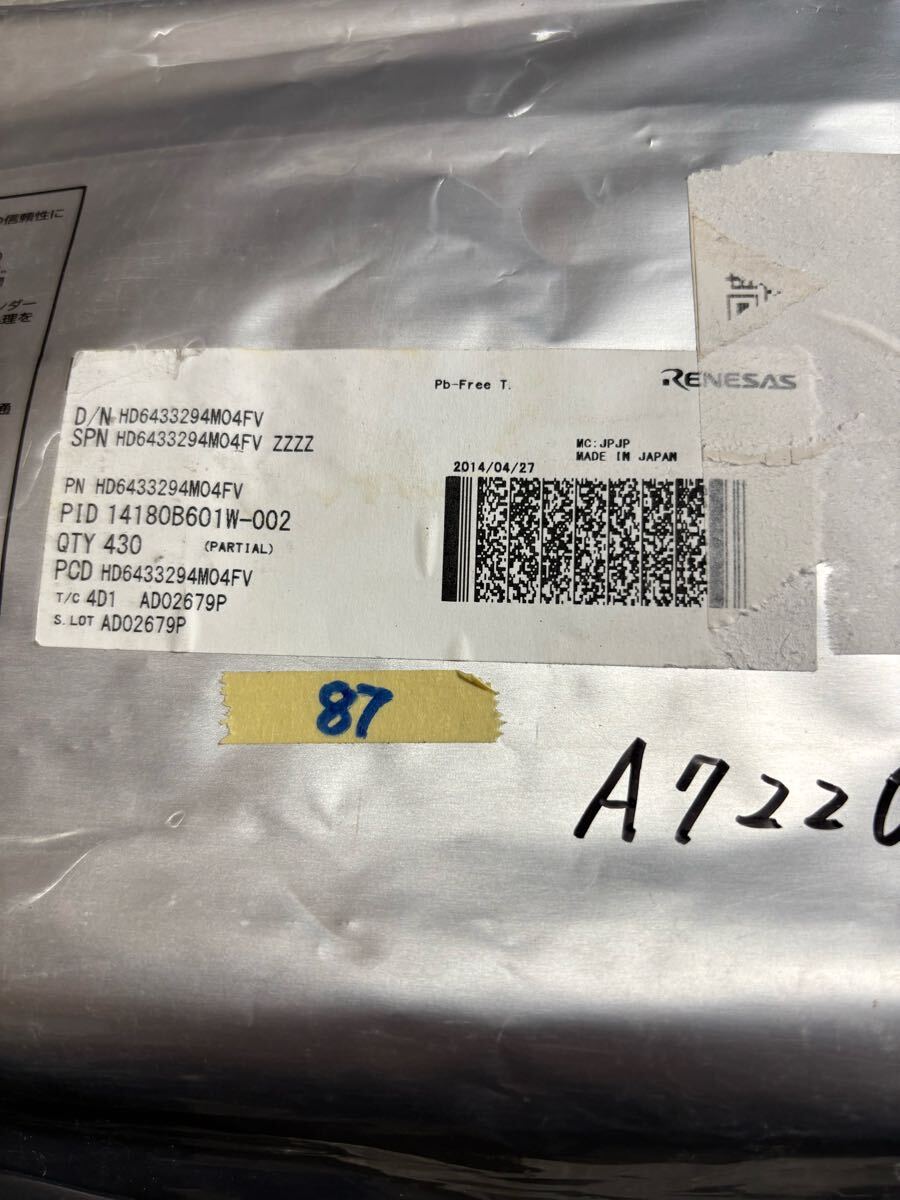 信頼性に
ンダー
理を
通
Pb-Free T.
RENESAS
D/N HD6433294M04FV
SPN HD6433294M04FV ZZZZ
MC:JPJP
MADE IN JAPAN
2014/04/27
PN HD6433294M04FV
PID 14180B601W-002
QTY 430 (PARTIAL)
PCD HD6433294M04FV
T/C 4D1 AD02679P
S.LOT AD02679P
87
A722